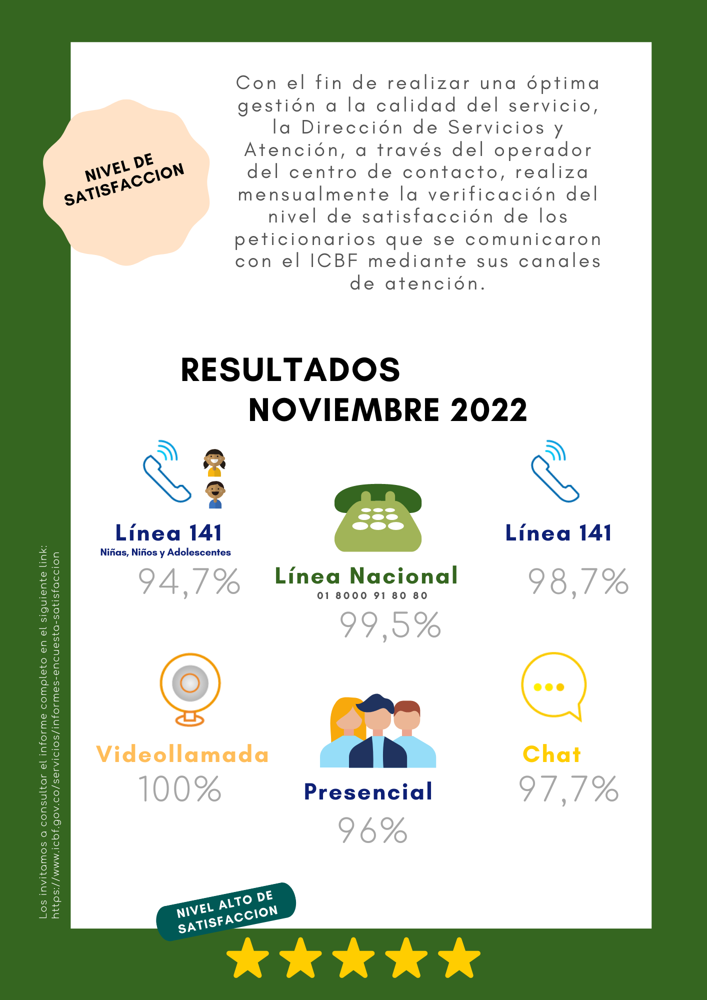 NIVEL DE
SATISFACCION
Con el fin de realizar una óptima
gestión a la calidad del servicio,
la Dirección de Servicios y
Atención, a través del operador
del centro de contacto, realiza
mensualmente la verificación del
nivel de satisfacción de los
peticionarios que se comunicaron
con el ICBF mediante sus canales
de atención.
RESULTADOS
NOVIEMBRE 2022
Línea 141
Niñas, Niños y Adolescentes
94,7%
Línea Nacional
01 8000 91 80 80
99,5%
Línea 141
98,7%
Videollamada
100%
Presencial
96%
Chat
97,7%
NIVEL ALTO DE
SATISFACCION
Los invitamos a consultar el informe completo en el siguiente link:
https://www.icbf.gov.co/servicios/informes-encuesta-satisfaccion